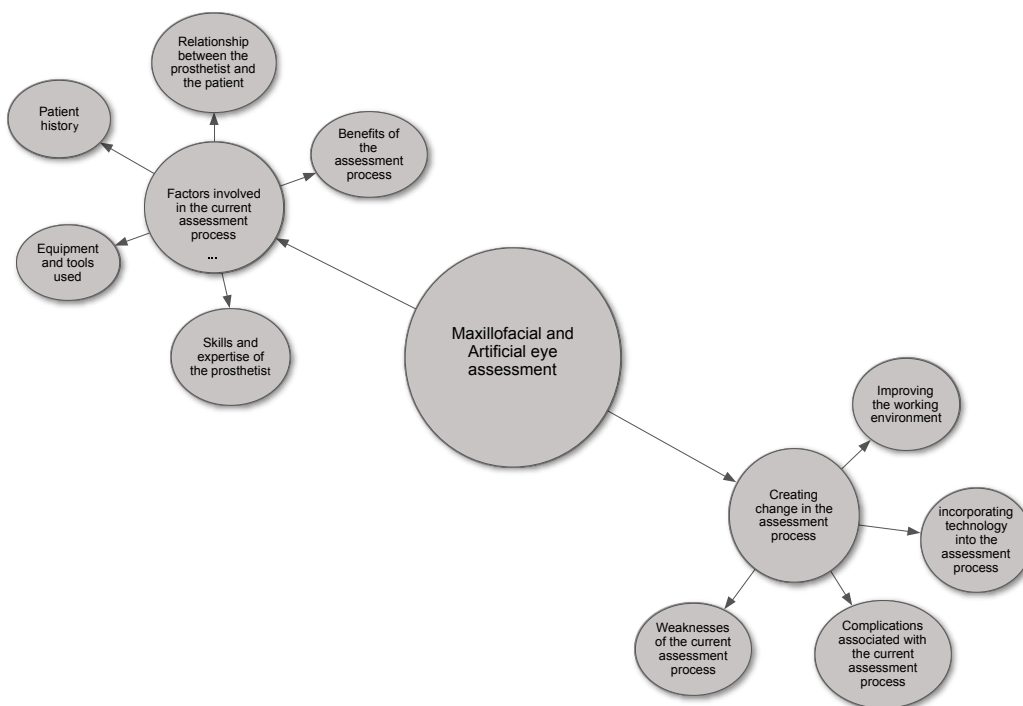 Relationship
between the
prosthetist and
the patient
Patient
history
Benefits of
the
assessment
process
Factors involved
in the current
assessment
process
...
Equipment
and tools
used
Skills and
expertise of
the prosthetist
Maxillofacial and
Artificial eye
assessment
Improving
the working
environment
Creating
change in the
assessment
process
incorporating
technology
into the
assessment
process
Weaknesses
of the current
assessment
process
Complications
associated with
the current
assessment
process